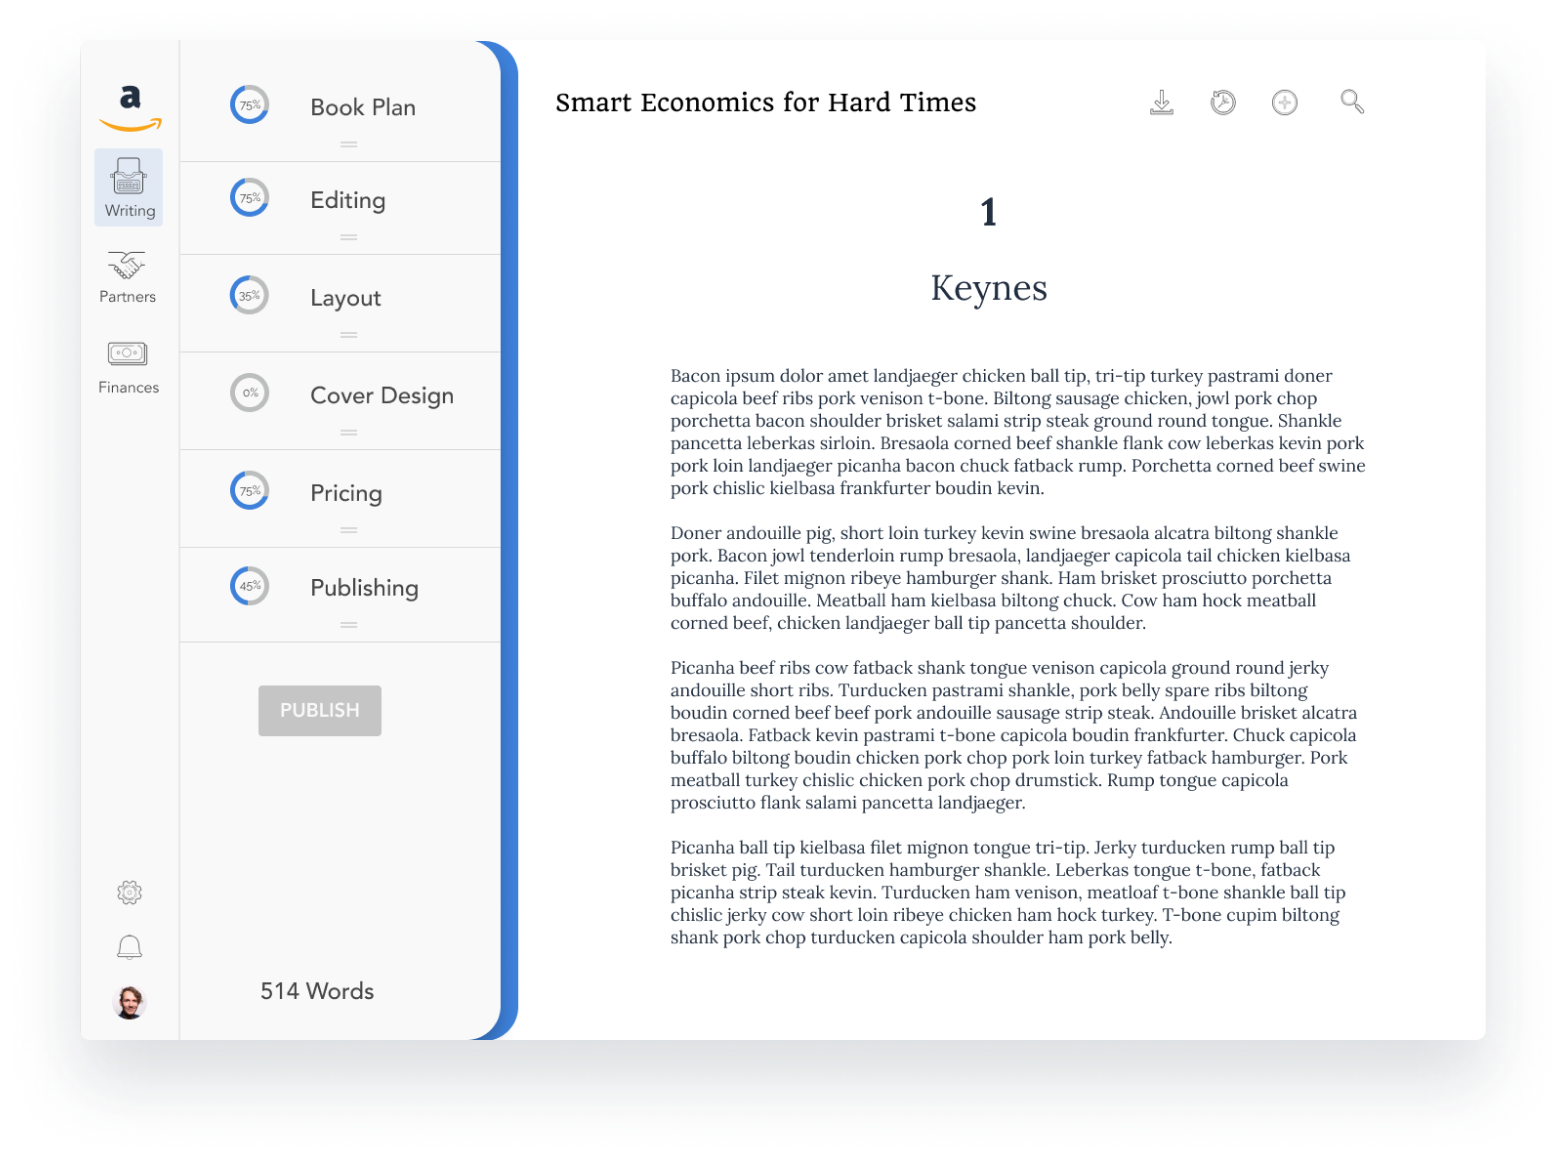 a
Writing
Partners
Finances
75%
Book Plan
75%
Editing
35%
Layout
0%
Cover Design
75%
Pricing
45%
Publishing
PUBLISH
514 Words
Smart Economics for Hard Times
1
Keynes
Bacon ipsum dolor amet landjaeger chicken ball tip, tri-tip turkey pastrami doner
capicola beef ribs pork venison t-bone. Biltong sausage chicken, jowl pork chop
porchetta bacon shoulder brisket salami strip steak ground round tongue. Shankle
pancetta leberkas sirloin. Bresaola corned beef shankle flank cow leberkas kevin pork
pork loin landjaeger picanha bacon chuck fatback rump. Porchetta corned beef swine
pork chislic kielbasa frankfurter boudin kevin.
Doner andouille pig, short loin turkey kevin swine bresaola alcatra biltong shankle
pork. Bacon jowl tenderloin rump bresaola, landjaeger capicola tail chicken kielbasa
picanha. Filet mignon ribeye hamburger shank. Ham brisket prosciutto porchetta
buffalo andouille. Meatball ham kielbasa biltong chuck. Cow ham hock meatball
corned beef, chicken landjaeger ball tip pancetta shoulder.
Picanha beef ribs cow fatback shank tongue venison capicola ground round jerky
andouille short ribs. Turducken pastrami shankle, pork belly spare ribs biltong
boudin corned beef beef pork andouille sausage strip steak. Andouille brisket alcatra
bresaola. Fatback kevin pastrami t-bone capicola boudin frankfurter. Chuck capicola
buffalo biltong boudin chicken pork chop pork loin turkey fatback hamburger. Pork
meatball turkey chislic chicken pork chop drumstick. Rump tongue capicola
prosciutto flank salami pancetta landjaeger.
Picanha ball tip kielbasa filet mignon tongue tri-tip. Jerky turducken rump ball tip
brisket pig. Tail turducken hamburger shankle. Leberkas tongue t-bone, fatback
picanha strip steak kevin. Turducken ham venison, meatloaf t-bone shankle ball tip
chislic jerky cow short loin ribeye chicken ham hock turkey. T-bone cupim biltong
shank pork chop turducken capicola shoulder ham pork belly.